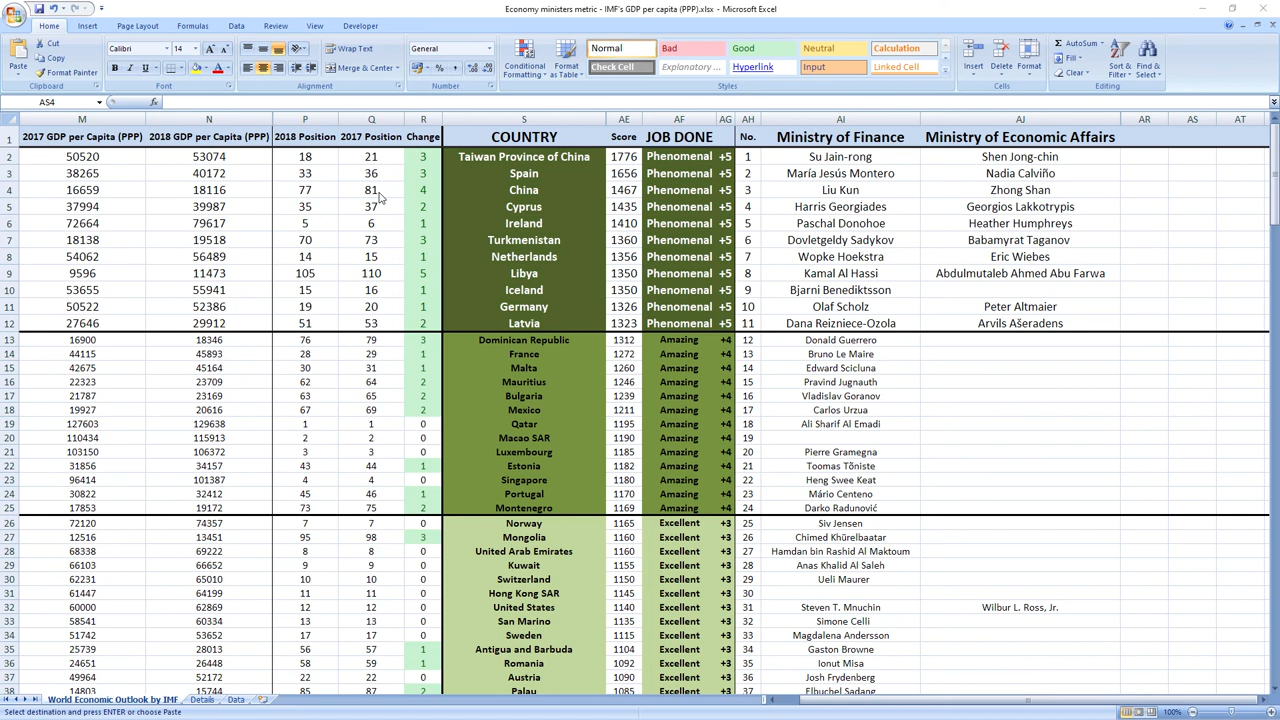 Economy ministers metric - IMF's GDP per capita (PPP).xlsx - Microsoft Excel
Home Insert Page Layout Formulas Data Review View Developer
Cut Calibri 14 Wrap Text General Normal Bad Good Neutral Calculation AutoSum
Copy Fill
Paste Format Painter Merge & Center Conditional Formatting Format as Table Check Cell Explanatory ... Hyperlink Input Linked Cell Insert Delete Format Clear Sort & Filter Find & Select
Clipboard Font Alignment Number Styles Cells Editing
AS4
M N P Q R S AE AF AG AH AI AJ AR AS AT
1 2017 GDP per Capita (PPP) 2018 GDP per Capita (PPP) 2018 Position 2017 Position Change COUNTRY Score JOB DONE No. Ministry of Finance Ministry of Economic Affairs
2 50520 53074 18 21 3 Taiwan Province of China 1776 Phenomenal +5 1 Su Jain-rong Shen Jong-chin
3 38265 40172 33 36 3 Spain 1656 Phenomenal +5 2 María Jesús Montero Nadia Calviño
4 16659 18116 77 81 4 China 1467 Phenomenal +5 3 Liu Kun Zhong Shan
5 37994 39987 35 37 2 Cyprus 1435 Phenomenal +5 4 Harris Georgiades Georgios Lakkotrypis
6 72664 79617 5 6 1 Ireland 1410 Phenomenal +5 5 Paschal Donohoe Heather Humphreys
7 18138 19518 70 73 3 Turkmenistan 1360 Phenomenal +5 6 Dovletgeldy Sadykov Babamyrat Taganov
8 54062 56489 14 15 1 Netherlands 1356 Phenomenal +5 7 Wopke Hoekstra Eric Wiebes
9 9596 11473 105 110 5 Libya 1350 Phenomenal +5 8 Kamal Al Hassi Abdulmutaleb Ahmed Abu Farwa
10 53655 55941 15 16 1 Iceland 1350 Phenomenal +5 9 Bjarni Benediktsson
11 50522 52386 19 20 1 Germany 1326 Phenomenal +5 10 Olaf Scholz Peter Altmaier
12 27646 29912 51 53 2 Latvia 1323 Phenomenal +5 11 Dana Reizniece-Ozola Arvils Ašeradens
13 16900 18346 76 79 3 Dominican Republic 1312 Amazing +4 12 Donald Guerrero
14 44115 45893 28 29 1 France 1272 Amazing +4 13 Bruno Le Maire
15 42675 44164 30 31 1 Malta 1260 Amazing +4 14 Edward Scicluna
16 22323 23709 62 64 2 Mauritius 1246 Amazing +4 15 Pravind Jugnauth
17 21787 23169 63 65 2 Bulgaria 1239 Amazing +4 16 Vladislav Goranov
18 19927 20616 67 69 2 Mexico 1211 Amazing +4 17 Carlos Urzua
19 127603 129638 1 1 0 Qatar 1195 Amazing +4 18 Ali Sharif Al Emadi
20 110434 115913 2 2 0 Macao SAR 1190 Amazing +4 19
21 103150 106372 3 3 0 Luxembourg 1185 Amazing +4 20 Pierre Gramegna
22 31856 34157 43 44 1 Estonia 1182 Amazing +4 21 Toomas Tõniste
23 96414 101387 4 4 0 Singapore 1180 Amazing +4 22 Heng Swee Keat
24 30822 32412 45 46 1 Portugal 1170 Amazing +4 23 Mário Centeno
25 17853 19172 73 75 2 Montenegro 1169 Amazing +4 24 Darko Radunović
26 72120 74357 7 7 0 Norway 1165 Excellent +3 25 Siv Jensen
27 12516 13451 95 98 3 Mongolia 1160 Excellent +3 26 Chimed Khürelbaatar
28 68338 69222 8 8 0 United Arab Emirates 1160 Excellent +3 27 Hamdan bin Rashid Al Maktoum
29 66103 66652 9 9 0 Kuwait 1155 Excellent +3 28 Anas Khalid Al Saleh
30 62231 65010 10 10 0 Switzerland 1150 Excellent +3 29 Ueli Maurer
31 61447 64199 11 11 0 Hong Kong SAR 1145 Excellent +3 30
32 60000 62869 12 12 0 United States 1140 Excellent +3 31 Steven T. Mnuchin Wilbur L. Ross, Jr.
33 58541 60334 13 13 0 San Marino 1135 Excellent +3 32 Simone Celli
34 51742 53652 17 17 0 Sweden 1115 Excellent +3 33 Magdalena Andersson
35 25739 28013 56 57 1 Antigua and Barbuda 1104 Excellent +3 34 Gaston Browne
36 24651 26448 58 59 1 Romania 1092 Excellent +3 35 Ionut Misa
37 49964 52172 22 22 0 Austria 1090 Excellent +3 36 Josh Frydenberg
38 14803 15744 85 87 2 Palau 1085 Excellent +3 37 Elbuchel Sadang
World Economic Outlook by IMF Details Data
Select destination and press ENTER or choose Paste 100%